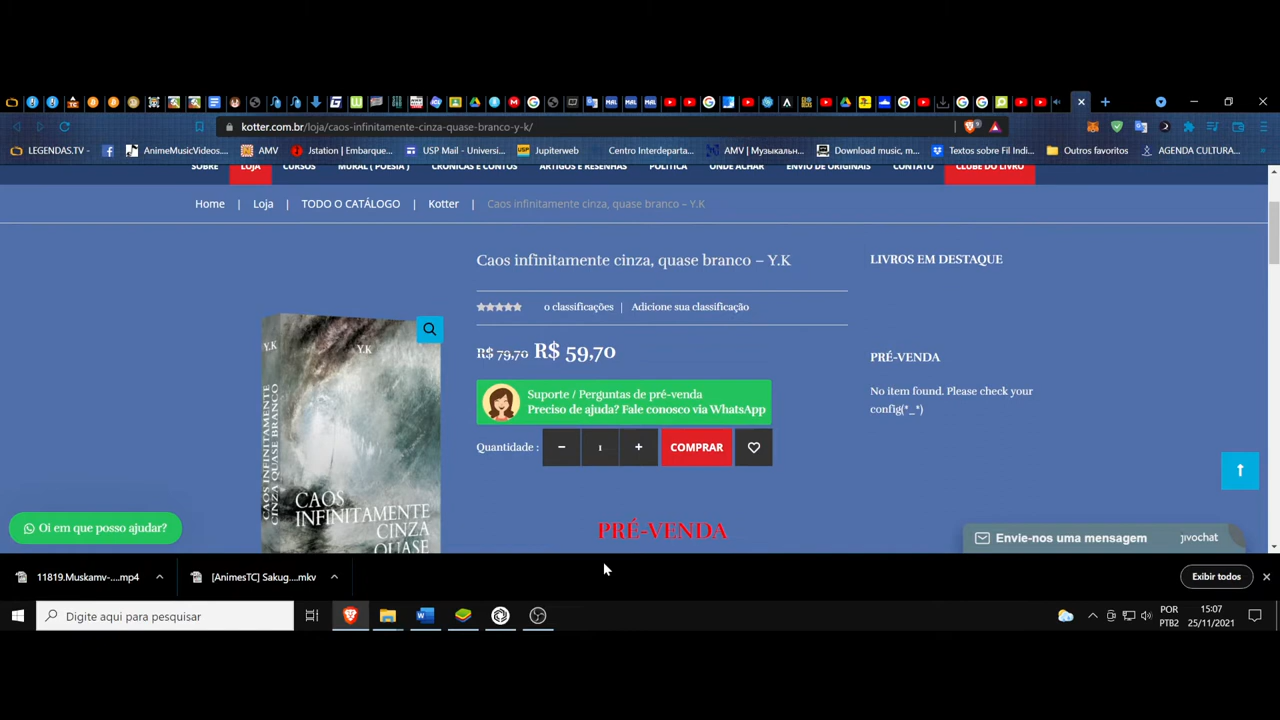 kotter.com.br/loja/caos-infinitamente-cinza-quase-branco-y-k/
LEGENDAS.TV -
AnimeMusicVideos...
AMV
Jstation | Embarque...
USP Mail - Universi...
Jupiterweb
Centro Interdeparta...
AMV | Музыкальн...
Download music, m...
Textos sobre Fil Indi...
Outros favoritos
AGENDA CULTURA...
SOBRE
LOJA
CURSOS
MURAL ( POESIA )
CRÔNICAS E CONTOS
ARTIGOS E RESENHAS
POLÍTICA
ONDE ACHAR
ENVIO DE ORIGINAIS
CONTATO
CLUBE DO LIVRO
Home | Loja | TODO O CATÁLOGO | Kotter | Caos infinitamente cinza, quase branco – Y.K
Caos infinitamente cinza, quase branco – Y.K
LIVROS EM DESTAQUE
0 classificações | Adicione sua classificação
R$ 79,70 R$ 59,70
PRÉ-VENDA
No item found. Please check your
config(*_*)
Suporte / Perguntas de pré-venda
Preciso de ajuda? Fale conosco via WhatsApp
Quantidade : − 1 + COMPRAR
Y.K
Y.K
CAOS INFINITAMENTE
CINZA QUASE BRANCO
CAOS
INFINITAMENTE
CINZA
QUASE
PRÉ-VENDA
Oi em que posso ajudar?
Envie-nos uma mensagem
jivochat
11819.Muskamv-....mp4
[AnimesTC] Sakug....mkv
Exibir todos
Digite aqui para pesquisar
POR
PTB2
15:07
25/11/2021